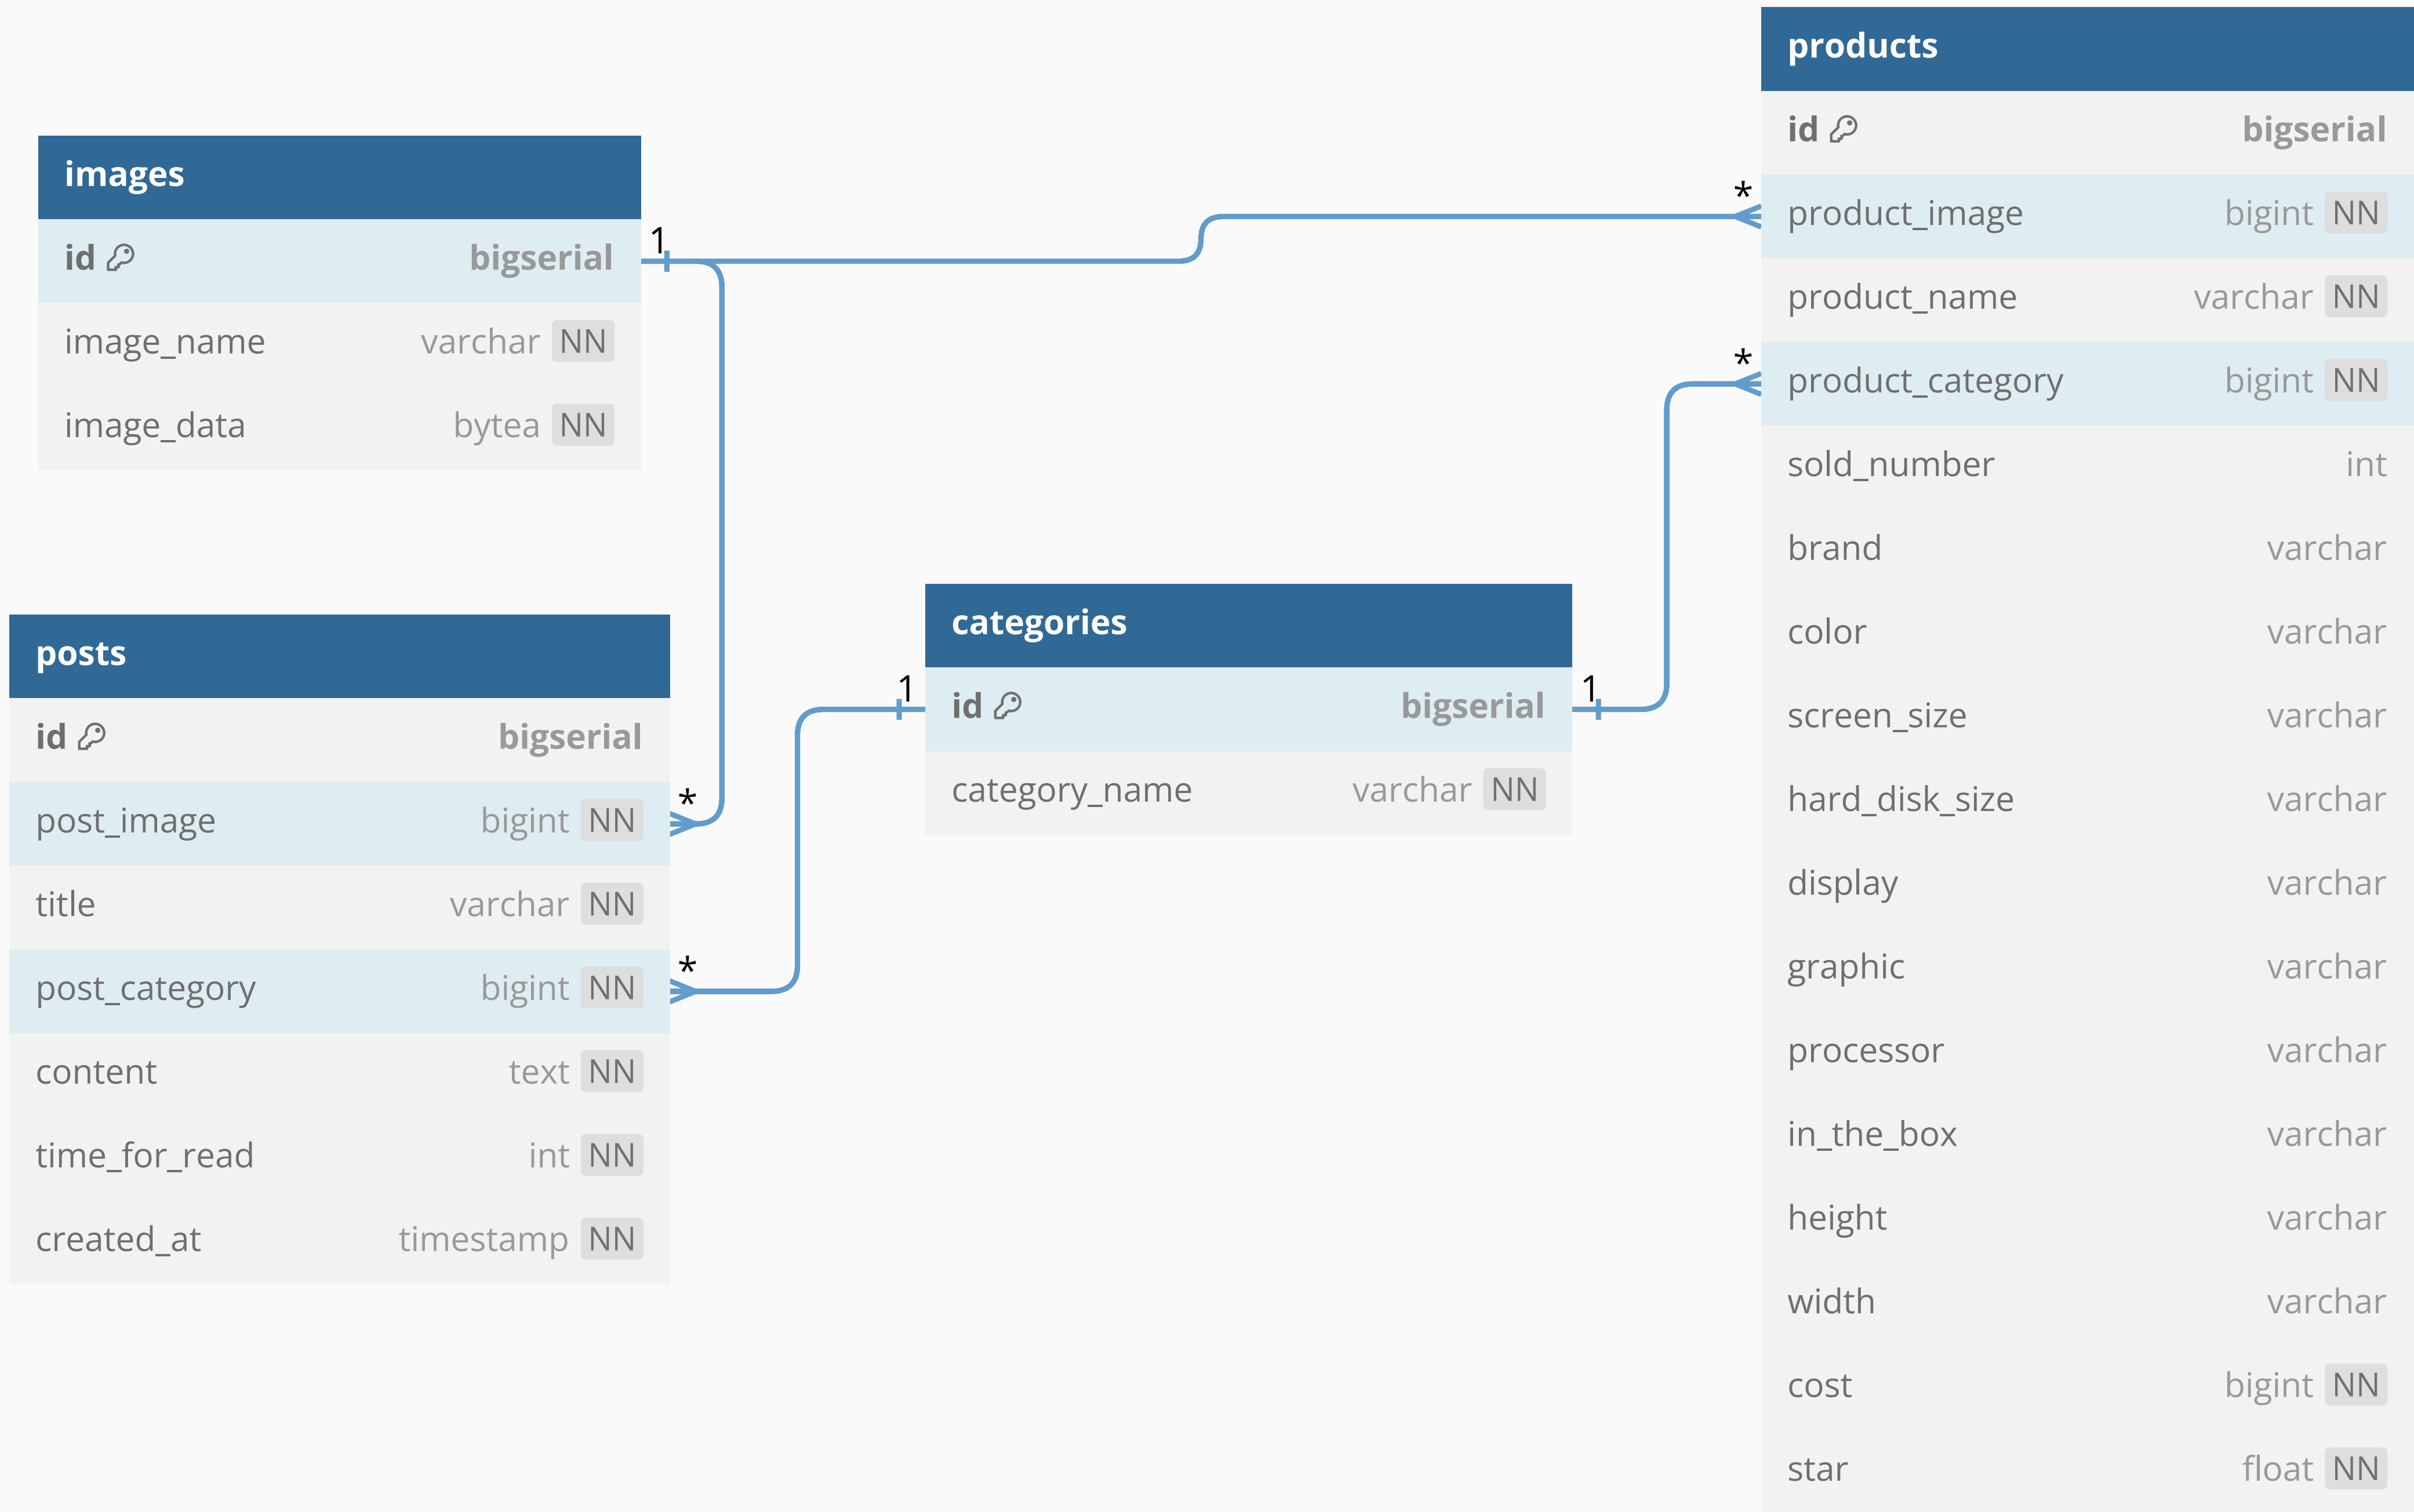 images
id bigserial
image_name varchar NN
image_data bytea NN
posts
id bigserial
post_image bigint NN
title varchar NN
post_category bigint NN
content text NN
time_for_read int NN
created_at timestamp NN
categories
id bigserial
category_name varchar NN
products
id bigserial
product_image bigint NN
product_name varchar NN
product_category bigint NN
sold_number int
brand varchar
color varchar
screen_size varchar
hard_disk_size varchar
display varchar
graphic varchar
processor varchar
in_the_box varchar
height varchar
width varchar
cost bigint NN
star float NN
1
*
*
1
*
1
*